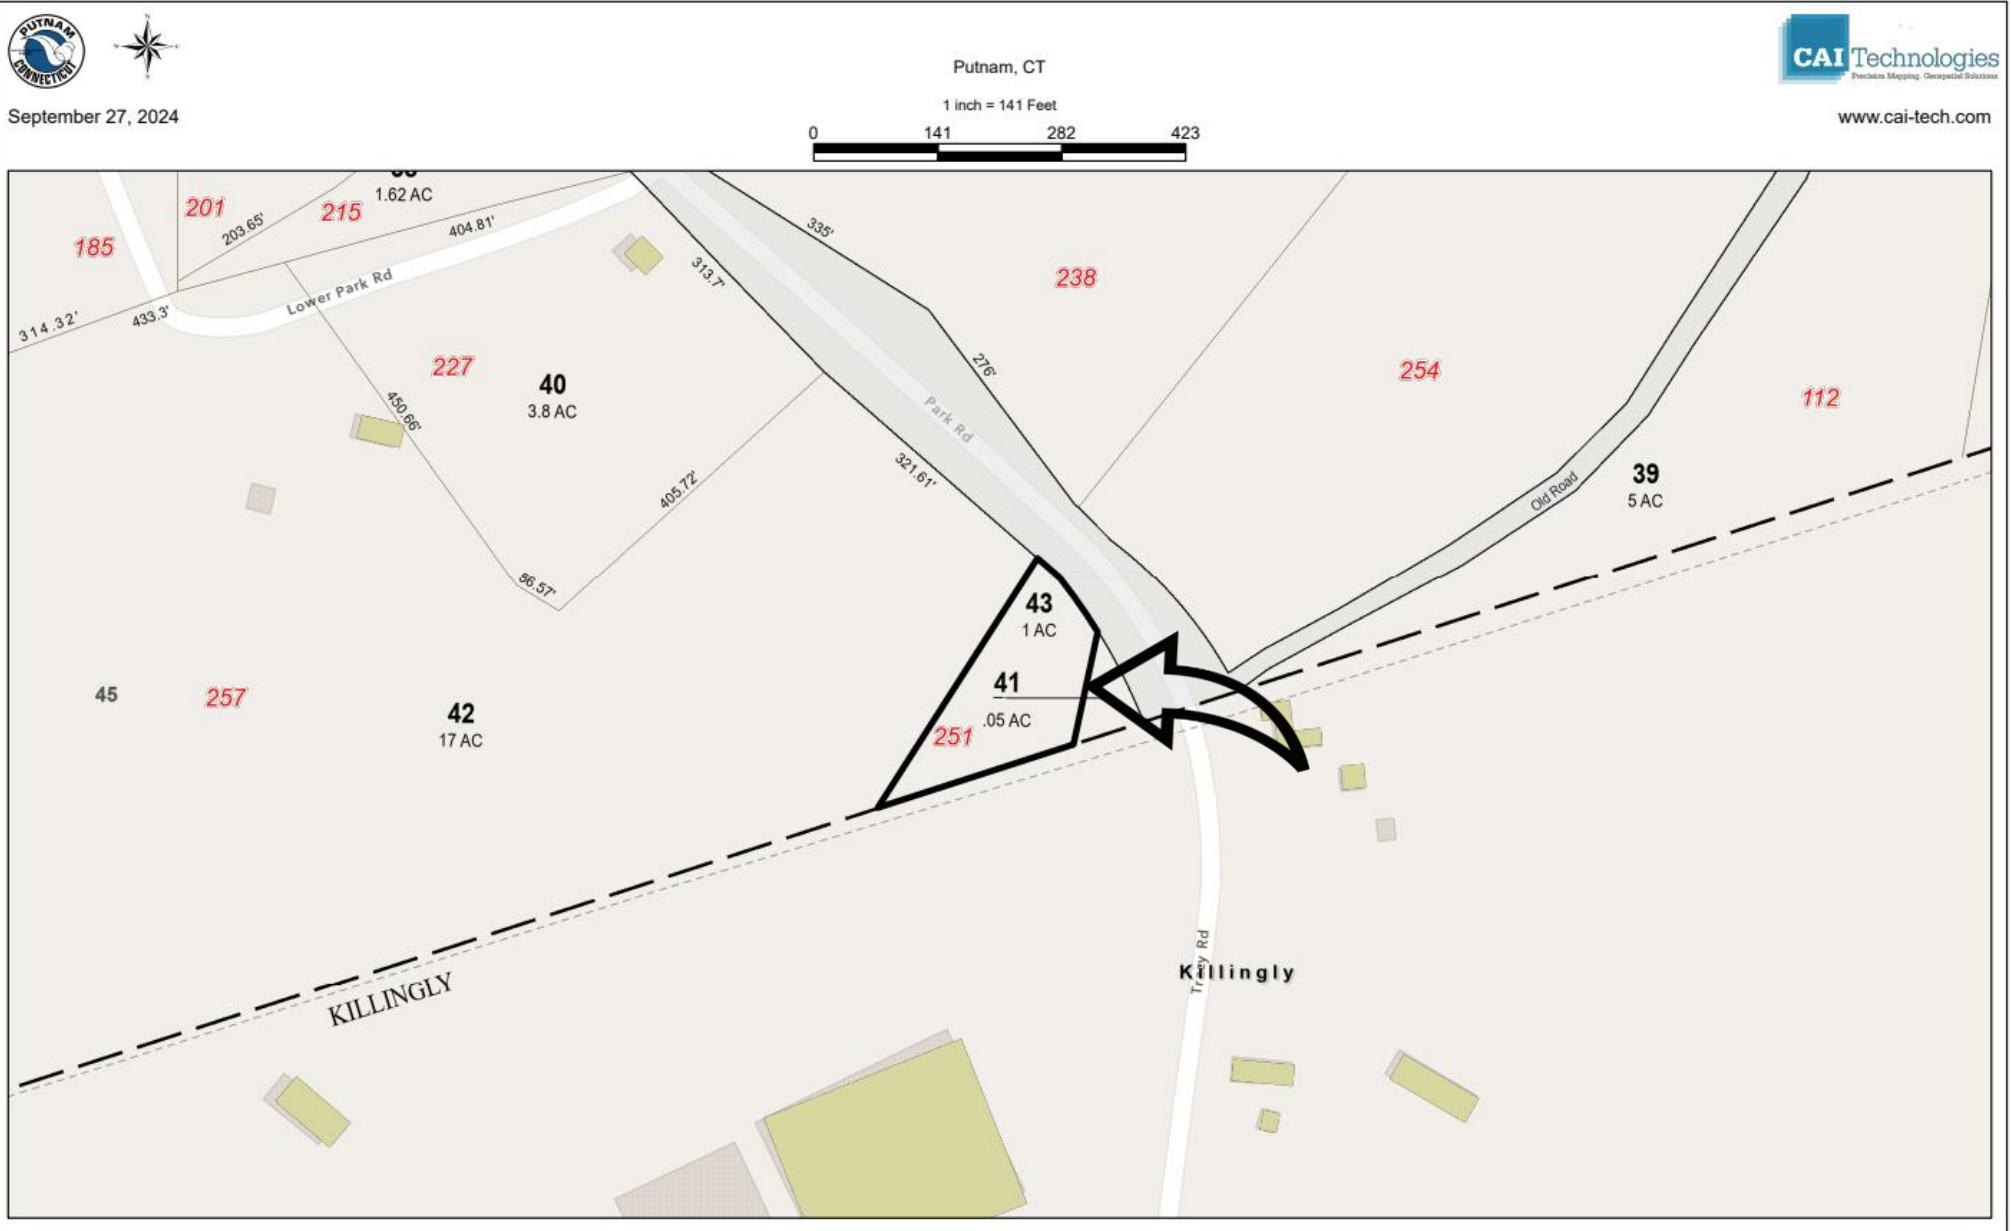 PUTNAM
CONNECTICUT
N
September 27, 2024
Putnam, CT
1 inch = 141 Feet
0 141 282 423
CAI Technologies
Precision Mapping. Geospatial Solutions
www.cai-tech.com
1.62 AC
201
215
203.65'
404.81'
185
335'
313.7'
238
Lower Park Rd
433.3'
314.32'
227
40
3.8 AC
276'
254
112
450.66'
Park Rd
321.61'
405.72'
Old Road
39
5 AC
56.57'
43
1 AC
45
257
42
17 AC
41
.05 AC
251
KILLINGLY
Killingly
Tracy Rd